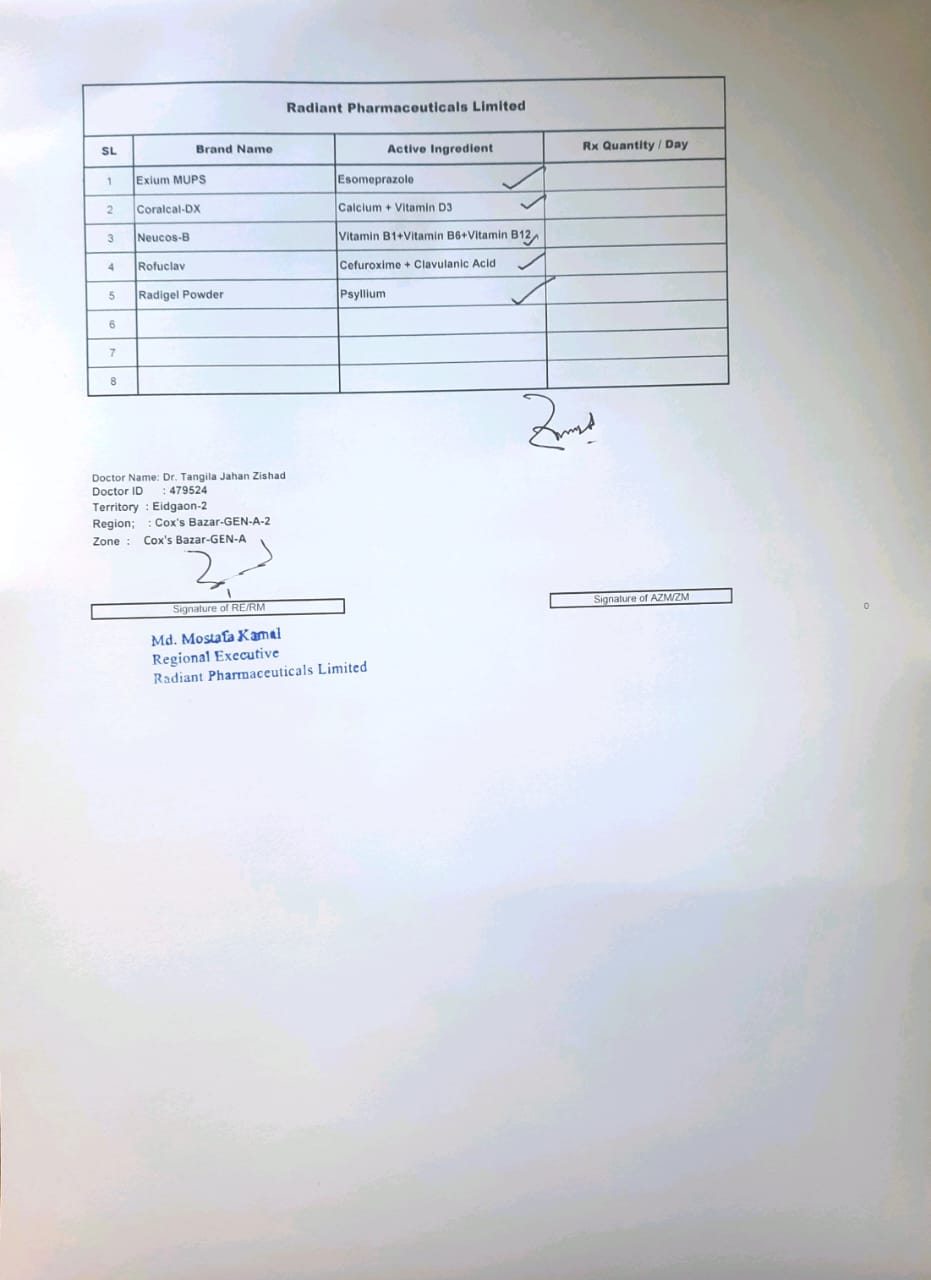 Radiant Pharmaceuticals Limited
SL Brand Name Active Ingredient Rx Quantity / Day
1 Exium MUPS Esomeprazole
2 Coralcal-DX Calcium + Vitamin D3
3 Neucos-B Vitamin B1+Vitamin B6+Vitamin B12
4 Rofuclav Cefuroxime + Clavulanic Acid
5 Radigel Powder Psyllium
6
7
8
Doctor Name: Dr. Tangila Jahan Zishad
Doctor ID : 479524
Territory : Eidgaon-2
Region; : Cox's Bazar-GEN-A-2
Zone : Cox's Bazar-GEN-A
Signature of RE/RM Signature of AZM/ZM
0
Md. Mostafa Kamal
Regional Executive
Radiant Pharmaceuticals Limited